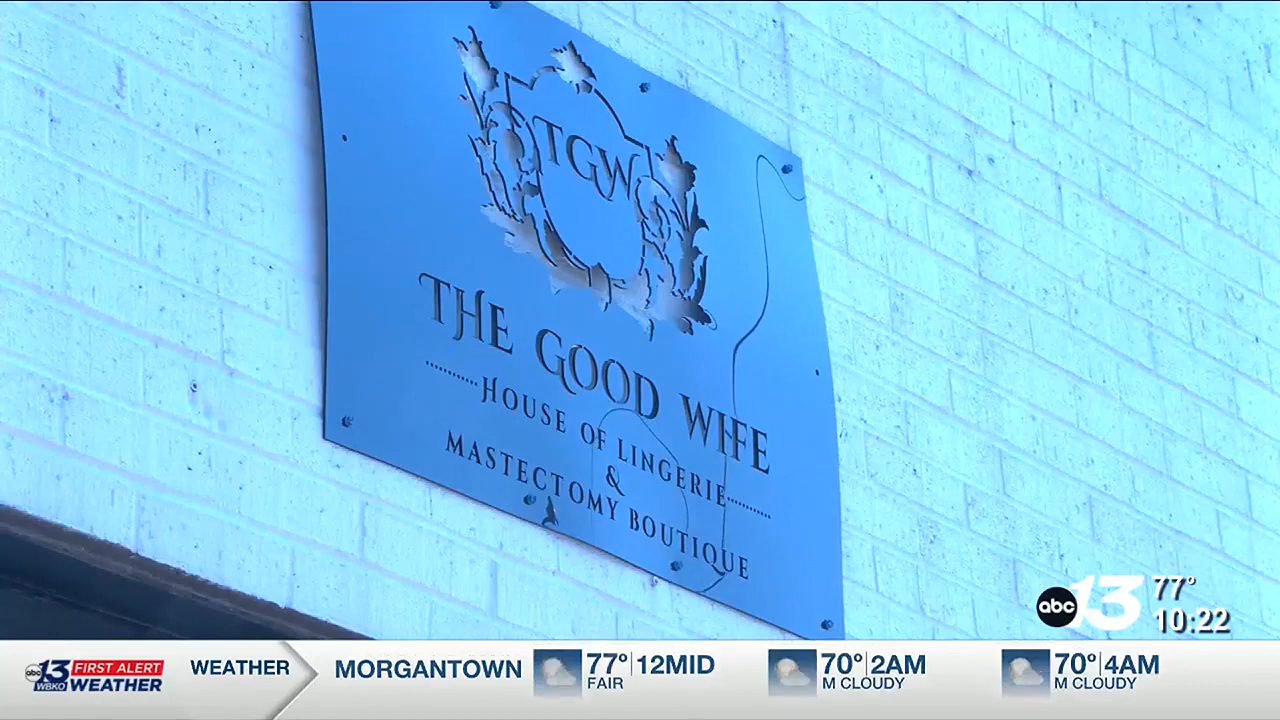 TGW
THE GOOD WIFE
HOUSE OF LINGERIE
&
MASTECTOMY BOUTIQUE
abc 13 77°
10:22
abc 13 WBKO FIRST ALERT WEATHER
WEATHER
MORGANTOWN
77° 12MID
FAIR
70° 2AM
M CLOUDY
70° 4AM
M CLOUDY